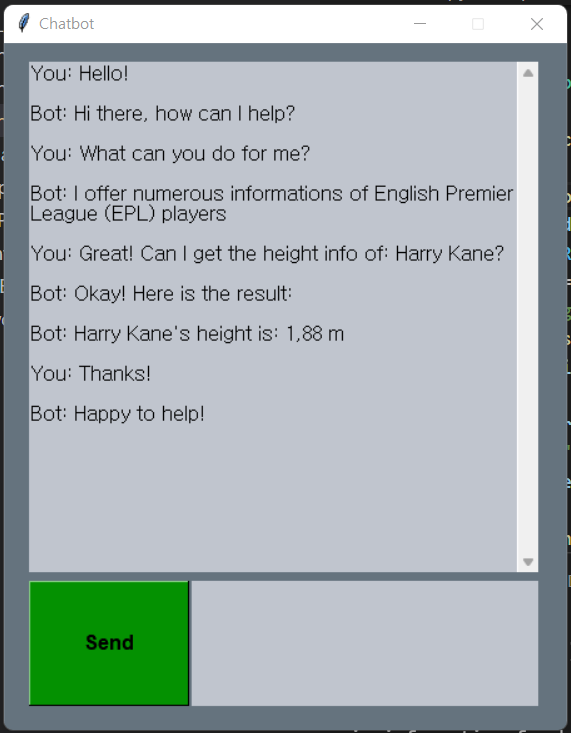 Chatbot
You: Hello!
Bot: Hi there, how can I help?
You: What can you do for me?
Bot: I offer numerous informations of English Premier
League (EPL) players
You: Great! Can I get the height info of: Harry Kane?
Bot: Okay! Here is the result:
Bot: Harry Kane's height is: 1,88 m
You: Thanks!
Bot: Happy to help!
Send